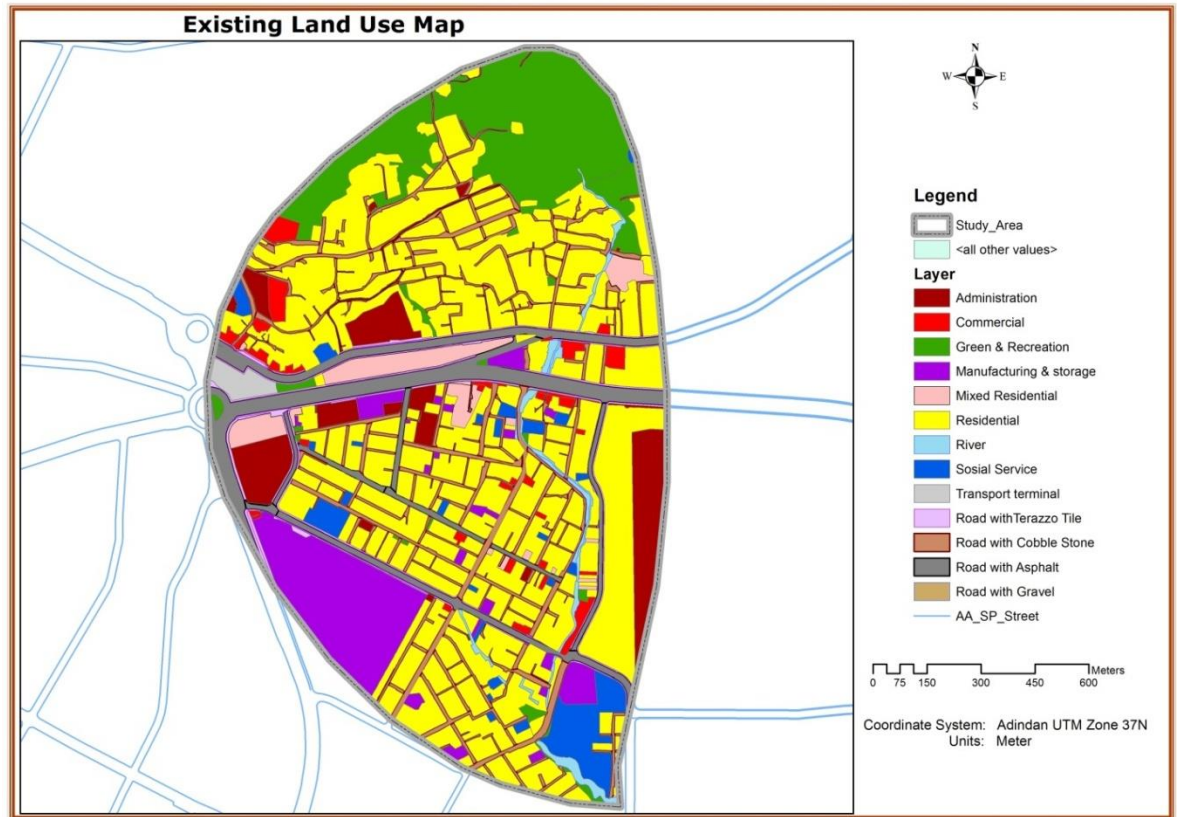 Existing Land Use Map
N
W E
S
Legend
Study_Area
<all other values>
Layer
Administration
Commercial
Green & Recreation
Manufacturing & storage
Mixed Residential
Residential
River
Sosial Service
Transport terminal
Road withTerazzo Tile
Road with Cobble Stone
Road with Asphalt
Road with Gravel
AA_SP_Street
Meters
0 75 150 300 450 600
Coordinate System: Adindan UTM Zone 37N
Units: Meter